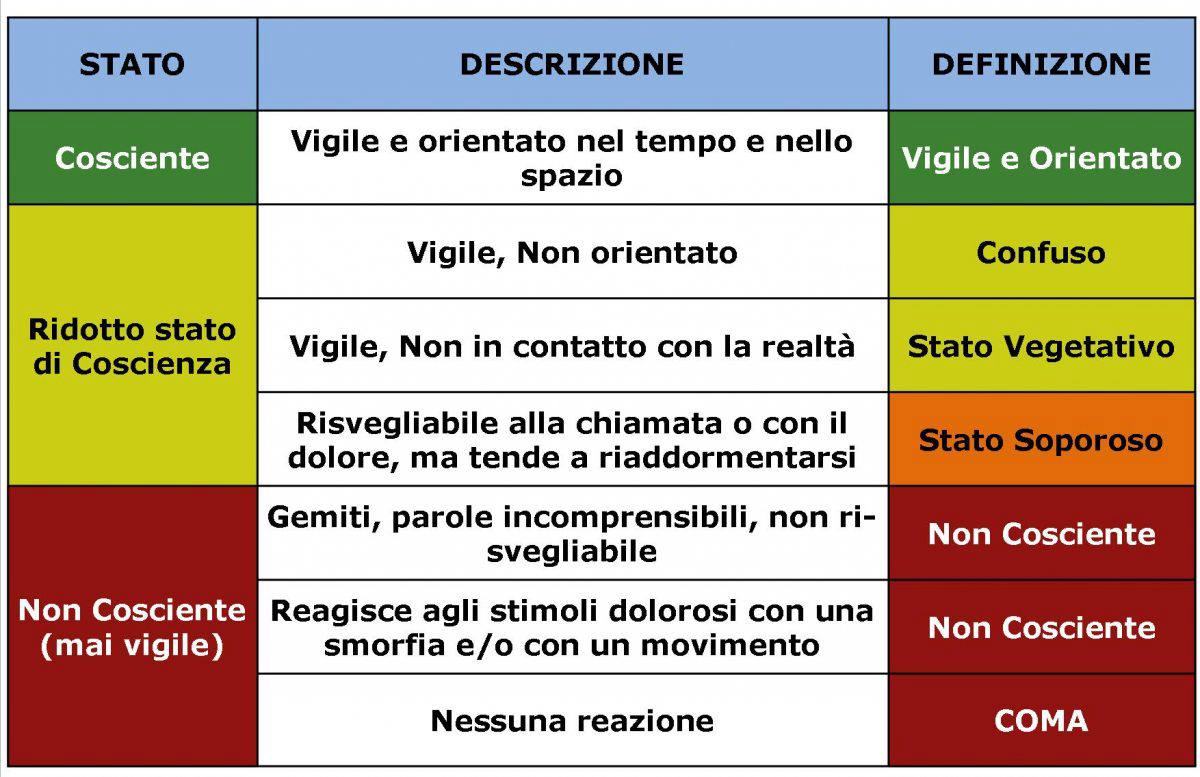 STATO
DESCRIZIONE
DEFINIZIONE
Cosciente
Vigile e orientato nel tempo e nello
spazio
Vigile e Orientato
Ridotto stato
di Coscienza
Vigile, Non orientato
Confuso
Vigile, Non in contatto con la realtà
Stato Vegetativo
Risvegliabile alla chiamata o con il
dolore, ma tende a riaddormentarsi
Stato Soporoso
Non Cosciente
(mai vigile)
Gemiti, parole incomprensibili, non ri-
svegliabile
Non Cosciente
Reagisce agli stimoli dolorosi con una
smorfia e/o con un movimento
Non Cosciente
Nessuna reazione
COMA